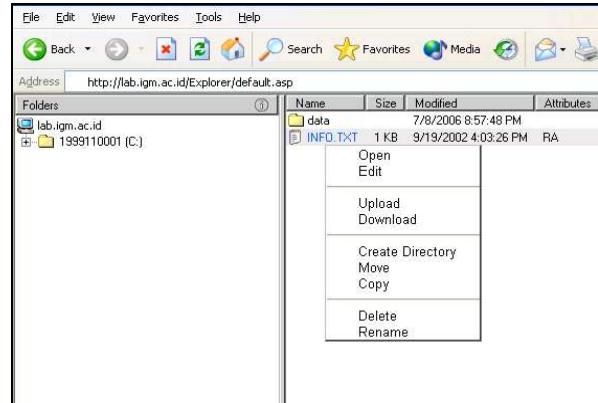 File Edit View Favorites Tools Help
Back Search Favorites Media
Address http://lab.igm.ac.id/Explorer/default.asp
Folders Name Size Modified Attributes
lab.igm.ac.id
1999110001 (C:)
data 7/8/2006 8:57:48 PM
INFO.TXT 1 KB 9/19/2002 4:03:26 PM RA
Open
Edit
Upload
Download
Create Directory
Move
Copy
Delete
Rename